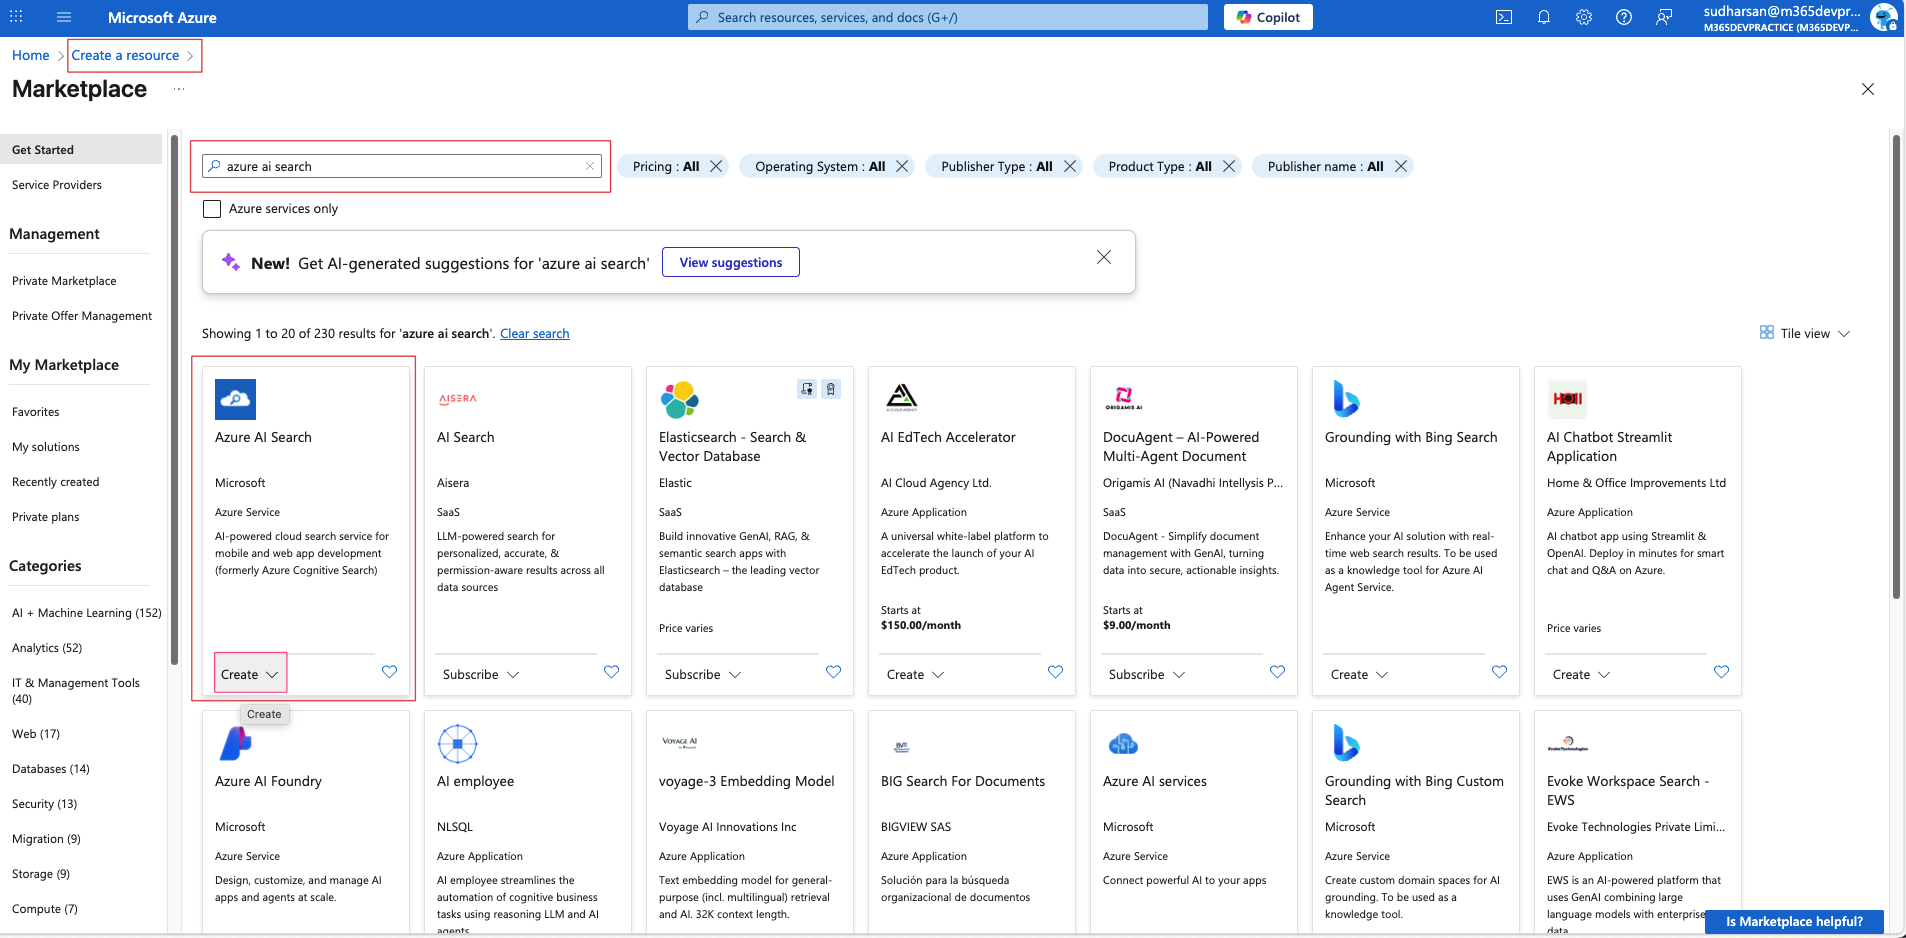 Microsoft Azure
Search resources, services, and docs (G+/)
Copilot
sudharsan@m365devpr...
M365DEVPRACTICE (M365DEVP...
Home > Create a resource >
Marketplace ...
Get Started
Service Providers
Management
Private Marketplace
Private Offer Management
My Marketplace
Favorites
My solutions
Recently created
Private plans
Categories
AI + Machine Learning (152)
Analytics (52)
IT & Management Tools
(40)
Web (17)
Databases (14)
Security (13)
Migration (9)
Storage (9)
Compute (7)
azure ai search
Pricing : All
Operating System : All
Publisher Type : All
Product Type : All
Publisher name : All
Azure services only
New! Get AI-generated suggestions for 'azure ai search'
View suggestions
Showing 1 to 20 of 230 results for 'azure ai search'. Clear search
Tile view
Azure AI Search
Microsoft
Azure Service
AI-powered cloud search service for
mobile and web app development
(formerly Azure Cognitive Search)
Create
Create
AISERA
AI Search
Aisera
SaaS
LLM-powered search for
personalized, accurate, &
permission-aware results across all
data sources
Subscribe
Elasticsearch - Search &
Vector Database
Elastic
SaaS
Build innovative GenAI, RAG, &
semantic search apps with
Elasticsearch – the leading vector
database
Price varies
Subscribe
AI CLOUD AGENCY
AI EdTech Accelerator
AI Cloud Agency Ltd.
Azure Application
A universal white-label platform to
accelerate the launch of your AI
EdTech product.
Starts at
$150.00/month
Create
ORIGAMIS AI
DocuAgent – AI-Powered
Multi-Agent Document
Origamis AI (Navadhi Intellysis P...
SaaS
DocuAgent - Simplify document
management with GenAI, turning
data into secure, actionable insights.
Starts at
$9.00/month
Subscribe
Grounding with Bing Search
Microsoft
Azure Service
Enhance your AI solution with real-
time web search results. To be used
as a knowledge tool for Azure AI
Agent Service.
Create
HOII
AI Chatbot Streamlit
Application
Home & Office Improvements Ltd
Azure Application
AI chatbot app using Streamlit &
OpenAI. Deploy in minutes for smart
chat and Q&A on Azure.
Price varies
Create
Azure AI Foundry
Microsoft
Azure Service
Design, customize, and manage AI
apps and agents at scale.
AI employee
NLSQL
Azure Application
AI employee streamlines the
automation of cognitive business
tasks using reasoning LLM and AI
agents
VOYAGE AI
voyage-3 Embedding Model
Voyage AI Innovations Inc
Azure Application
Text embedding model for general-
purpose (incl. multilingual) retrieval
and AI. 32K context length.
BIG Search For Documents
BIGVIEW SAS
Azure Application
Solución para la búsqueda
organizacional de documentos
Azure AI services
Microsoft
Azure Service
Connect powerful AI to your apps
Grounding with Bing Custom
Search
Microsoft
Azure Service
Create custom domain spaces for AI
grounding. To be used as a
knowledge tool.
EvokeTechnologies
Evoke Workspace Search -
EWS
Evoke Technologies Private Limi...
Azure Application
EWS is an AI-powered platform that
uses GenAI combining large
language models with enterprise
data
Is Marketplace helpful?